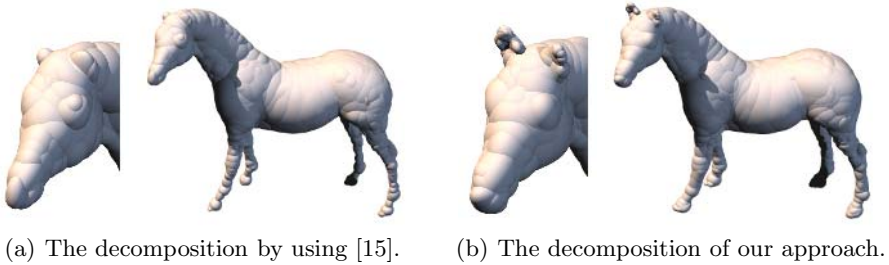 (a) The decomposition by using [15].
(b) The decomposition of our approach.